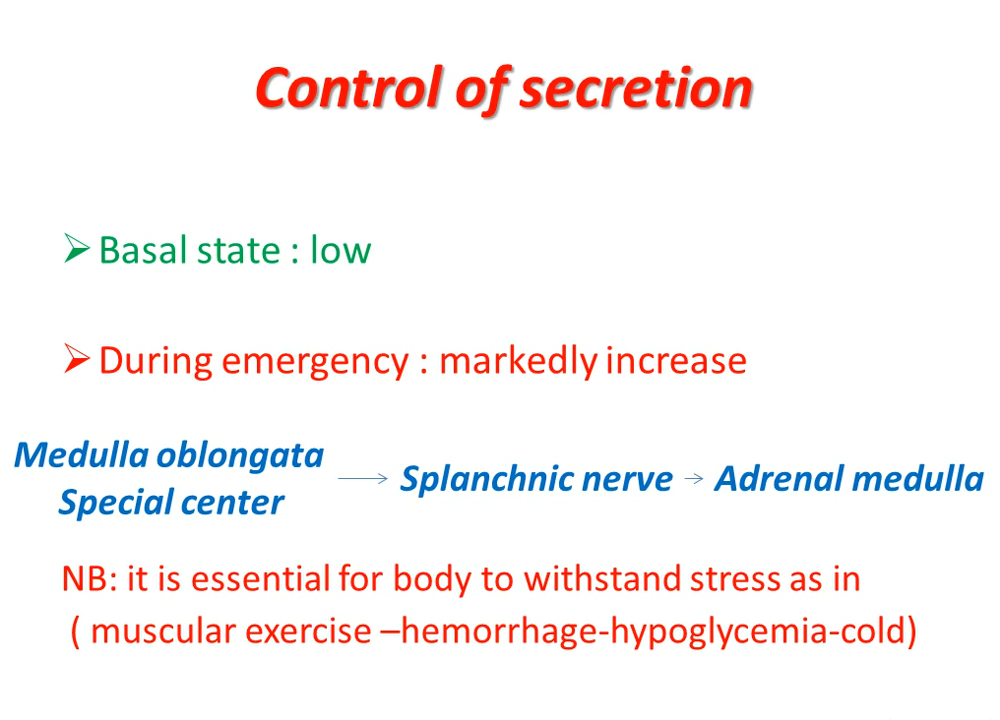 Control of secretion
Basal state : low
During emergency : markedly increase
Medulla oblongata
Special center
Splanchnic nerve
Adrenal medulla
NB: it is essential for body to withstand stress as in
( muscular exercise –hemorrhage-hypoglycemia-cold)